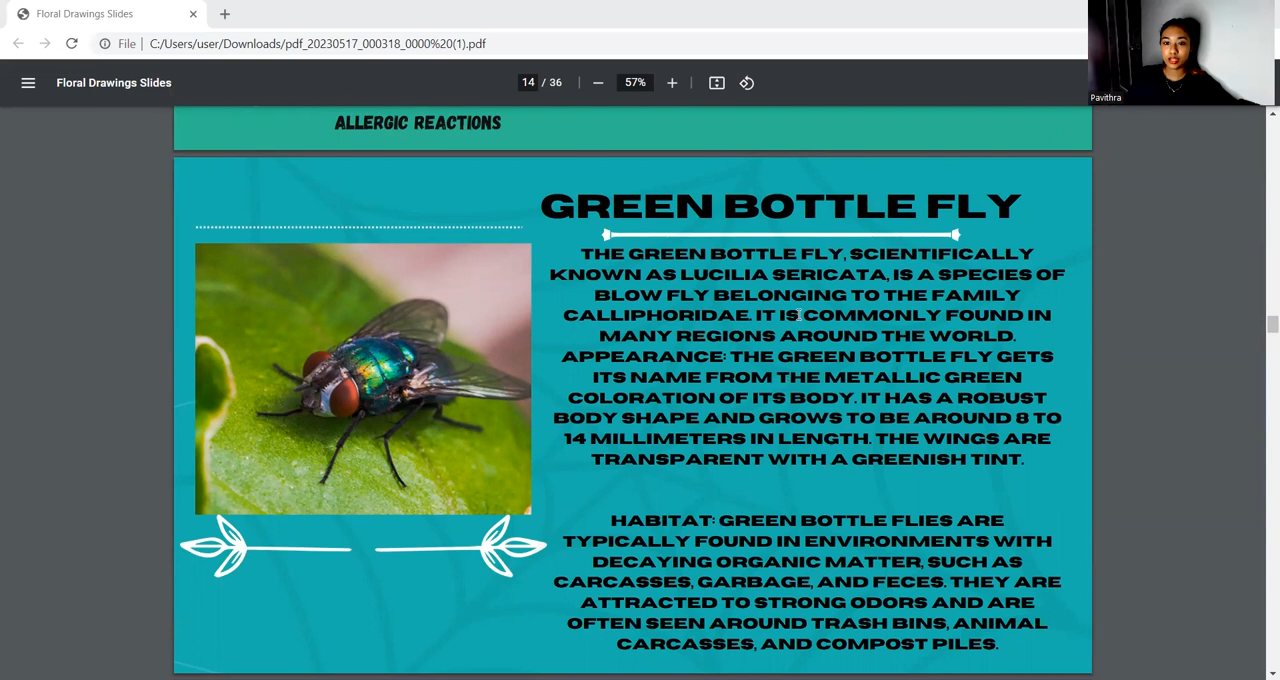 Floral Drawings Slides
File
C:/Users/user/Downloads/pdf_20230517_000318_0000%20(1).pdf
Floral Drawings Slides
14 / 36
57%
Pavithra
ALLERGIC REACTIONS
GREEN BOTTLE FLY
THE GREEN BOTTLE FLY, SCIENTIFICALLY
KNOWN AS LUCILIA SERICATA, IS A SPECIES OF
BLOW FLY BELONGING TO THE FAMILY
CALLIPHORIDAE. IT IS COMMONLY FOUND IN
MANY REGIONS AROUND THE WORLD.
APPEARANCE: THE GREEN BOTTLE FLY GETS
ITS NAME FROM THE METALLIC GREEN
COLORATION OF ITS BODY. IT HAS A ROBUST
BODY SHAPE AND GROWS TO BE AROUND 8 TO
14 MILLIMETERS IN LENGTH. THE WINGS ARE
TRANSPARENT WITH A GREENISH TINT.
HABITAT: GREEN BOTTLE FLIES ARE
TYPICALLY FOUND IN ENVIRONMENTS WITH
DECAYING ORGANIC MATTER, SUCH AS
CARCASSES, GARBAGE, AND FECES. THEY ARE
ATTRACTED TO STRONG ODORS AND ARE
OFTEN SEEN AROUND TRASH BINS, ANIMAL
CARCASSES, AND COMPOST PILES.